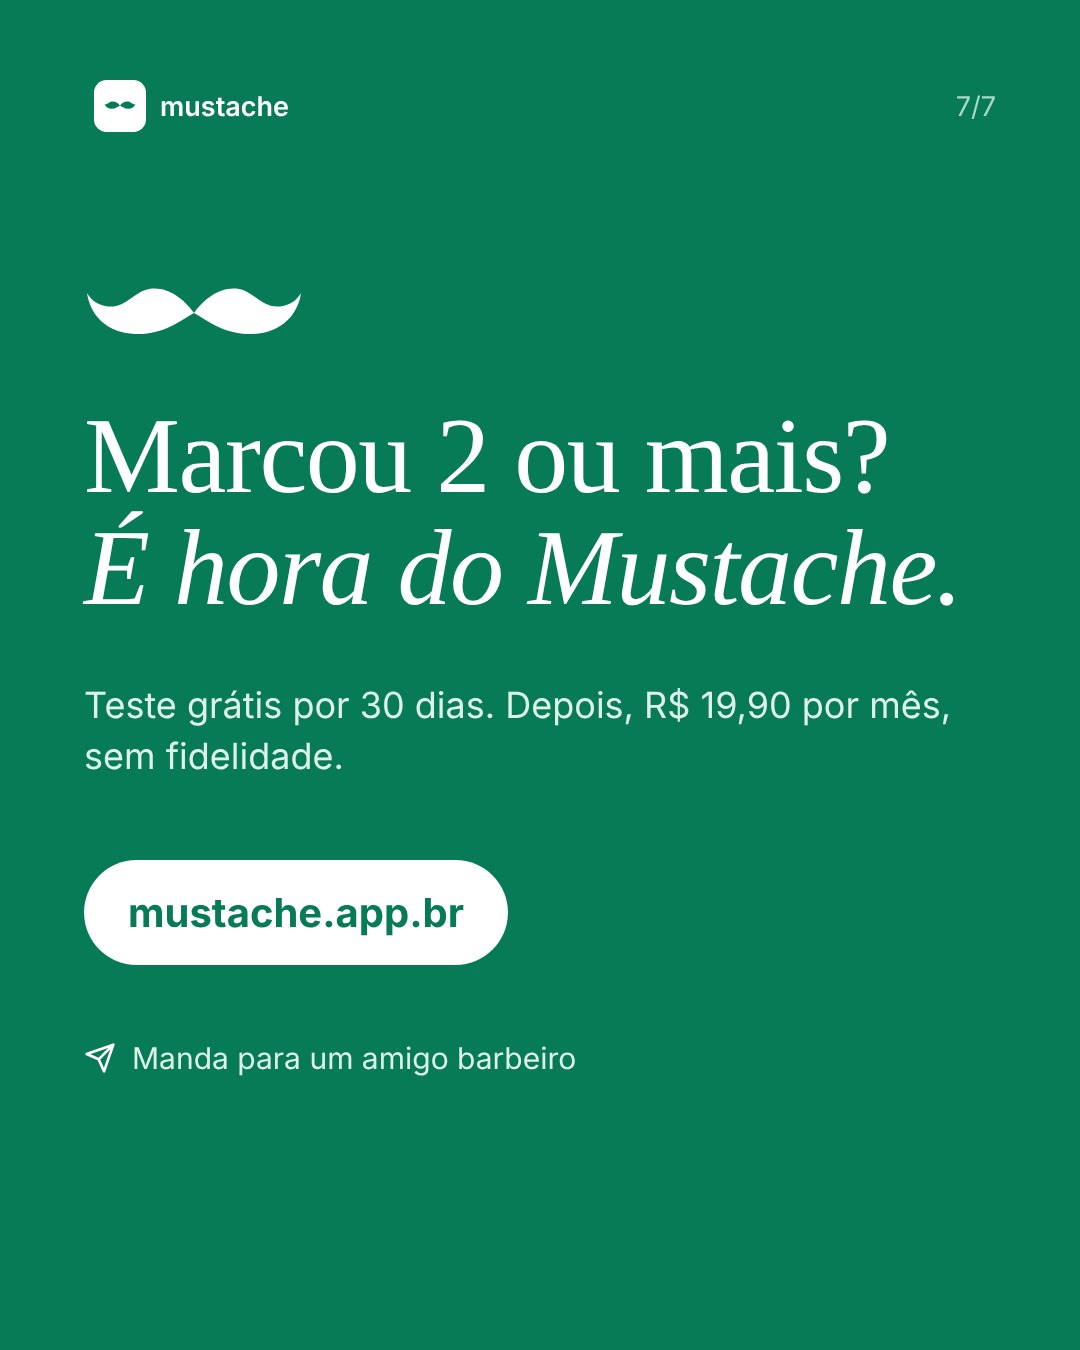 mustache
7/7
Marcou 2 ou mais?
É hora do Mustache.
Teste grátis por 30 dias. Depois, R$ 19,90 por mês,
sem fidelidade.
mustache.app.br
Manda para um amigo barbeiro